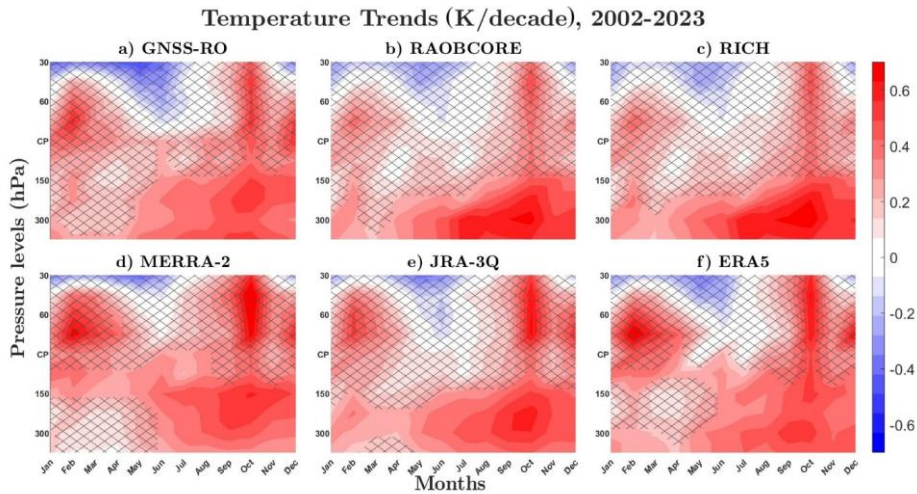 Temperature Trends (K/decade), 2002-2023
a) GNSS-RO
b) RAOBCORE
c) RICH
30
60
CP
150
300
30
60
CP
150
300
30
60
CP
150
300
0.6
0.4
0.2
0
-0.2
-0.4
-0.6
Pressure levels (hPa)
d) MERRA-2
e) JRA-3Q
f) ERA5
30
60
CP
150
300
30
60
CP
150
300
30
60
CP
150
300
Jan Feb Mar Apr May Jun Jul Aug Sep Oct Nov Dec
Jan Feb Mar Apr May Jun Jul Aug Sep Oct Nov Dec
Jan Feb Mar Apr May Jun Jul Aug Sep Oct Nov Dec
Months